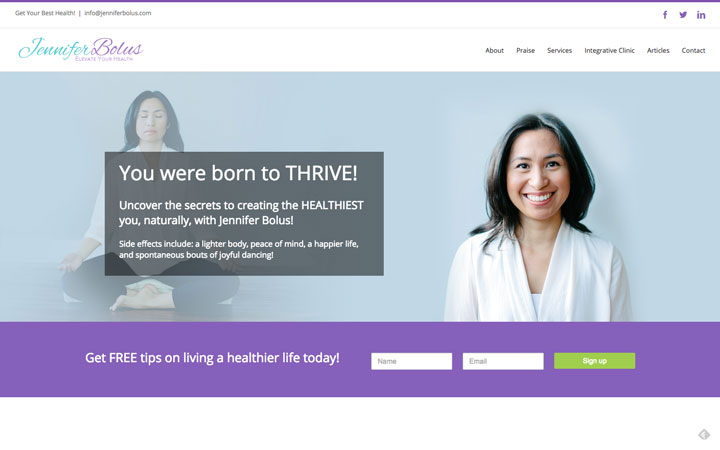 Get Your Best Health! | info@jenniferbolus.com
Jennifer Bolus
ELEVATE YOUR HEALTH
About Praise Services Integrative Clinic Articles Contact
You were born to THRIVE!
Uncover the secrets to creating the HEALTHIEST
you, naturally, with Jennifer Bolus!
Side effects include: a lighter body, peace of mind, a happier life,
and spontaneous bouts of joyful dancing!
Get FREE tips on living a healthier life today! Name Email Sign up